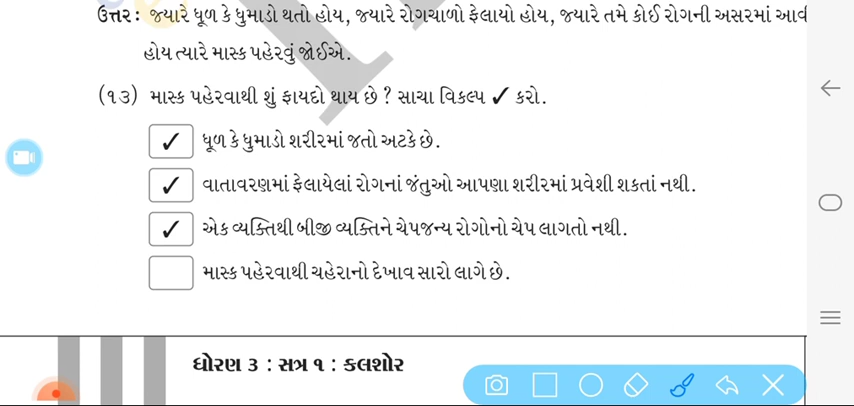 ઉત્તર : જ્યારે ધૂળ કે ધુમાડો થતો હોય, જ્યારે રોગચાળો ફેલાયો હોય, જ્યારે તમે કોઈ રોગની અસરમાં આવી
હોય ત્યારે માસ્ક પહેરવું જોઈએ.
(૧૩) માસ્ક પહેરવાથી શું ફાયદો થાય છે ? સાચા વિકલ્પ ✓ કરો.
✓ ધૂળ કે ધુમાડો શરીરમાં જતો અટકે છે.
✓ વાતાવરણમાં ફેલાયેલાં રોગનાં જંતુઓ આપણા શરીરમાં પ્રવેશી શકતાં નથી.
✓ એક વ્યક્તિથી બીજી વ્યક્તિને ચેપજન્ય રોગોનો ચેપ લાગતો નથી.
માસ્ક પહેરવાથી ચહેરાનો દેખાવ સારો લાગે છે.
ધોરણ 3 : સત્ર ૧ : કલશોર